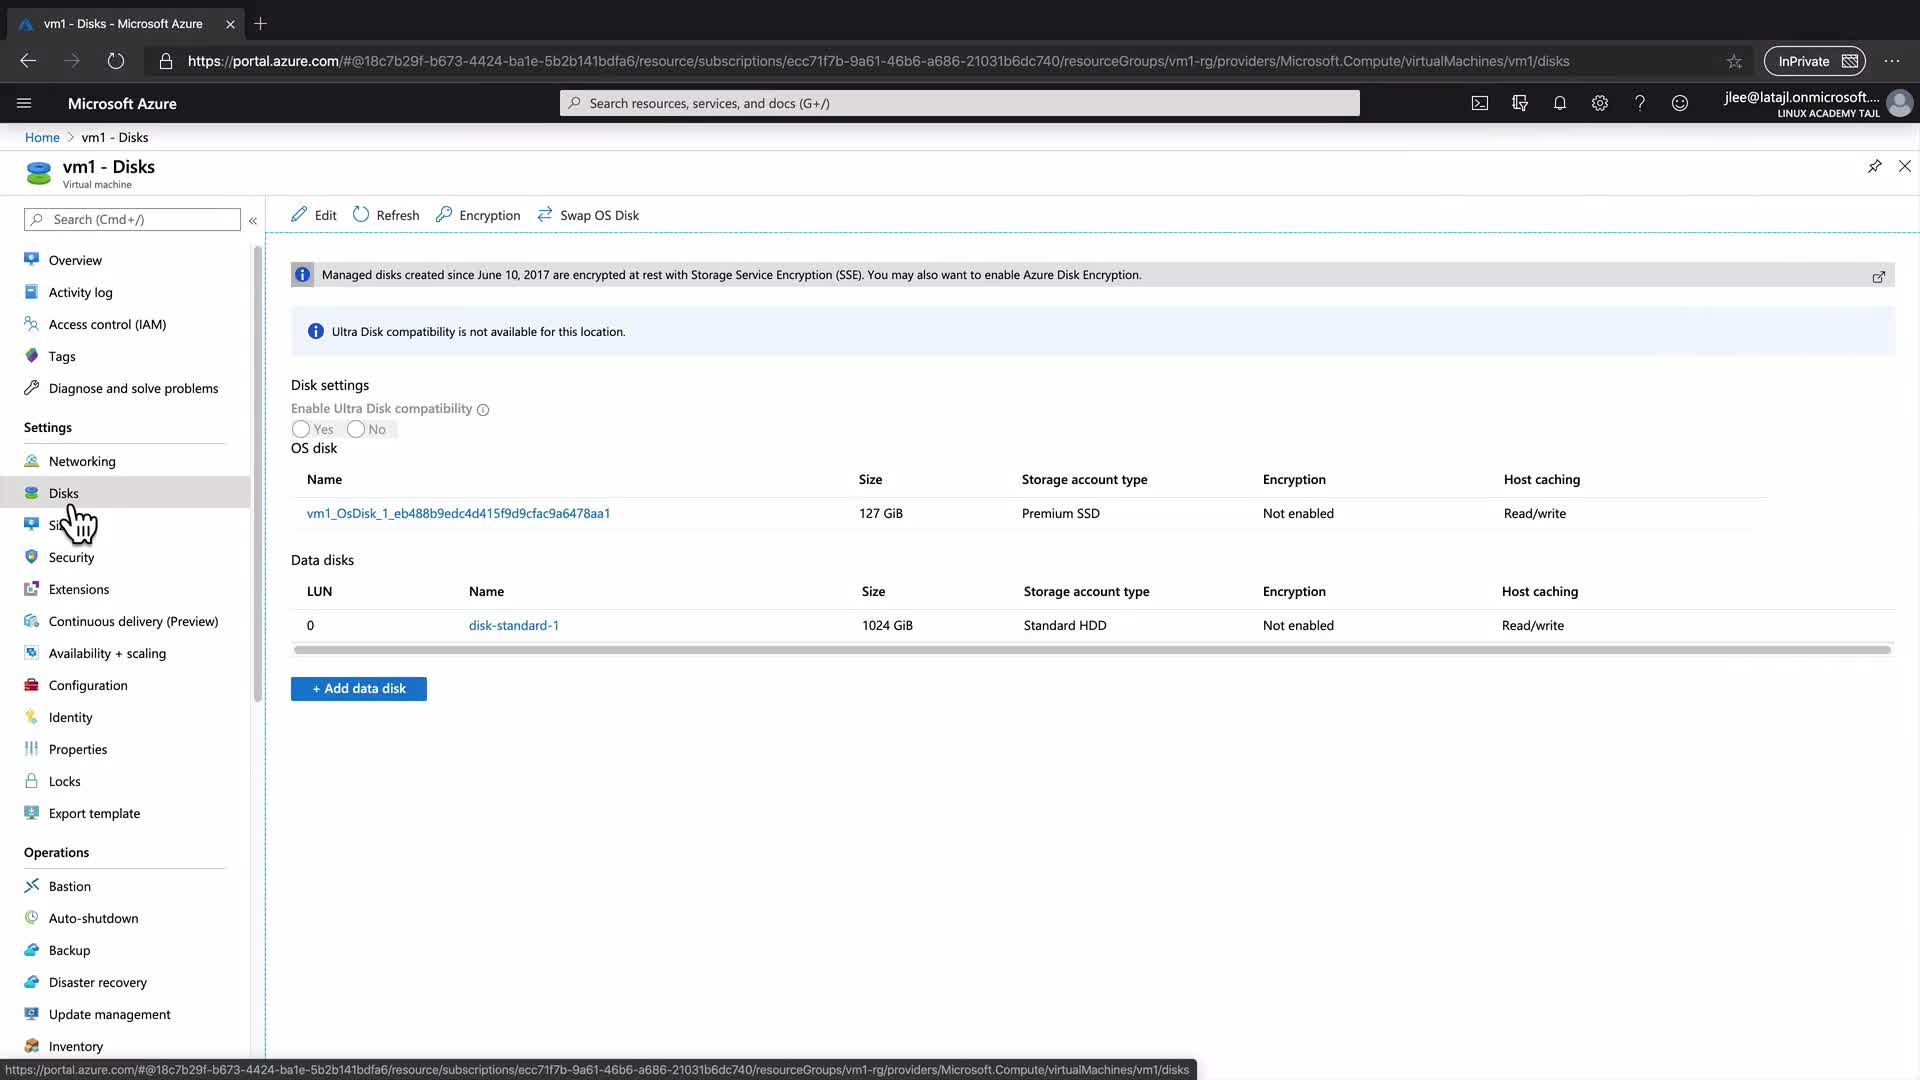 vm1 - Disks - Microsoft Azure
https://portal.azure.com/#@18c7b29f-b673-4424-ba1e-5b2b141bdfa6/resource/subscriptions/ecc71f7b-9a61-46b6-a686-21031b6dc740/resourceGroups/vm1-rg/providers/Microsoft.Compute/virtualMachines/vm1/disks
InPrivate
Microsoft Azure
Search resources, services, and docs (G+/)
jlee@latajl.onmicrosoft....
LINUX ACADEMY TAJL
Home > vm1 - Disks
vm1 - Disks
Virtual machine
Search (Cmd+/)
Overview
Activity log
Access control (IAM)
Tags
Diagnose and solve problems
Settings
Networking
Disks
Security
Extensions
Continuous delivery (Preview)
Availability + scaling
Configuration
Identity
Properties
Locks
Export template
Operations
Bastion
Auto-shutdown
Backup
Disaster recovery
Update management
Inventory
Edit Refresh Encryption Swap OS Disk
Managed disks created since June 10, 2017 are encrypted at rest with Storage Service Encryption (SSE). You may also want to enable Azure Disk Encryption.
Ultra Disk compatibility is not available for this location.
Disk settings
Enable Ultra Disk compatibility
Yes No
OS disk
Name Size Storage account type Encryption Host caching
vm1_OsDisk_1_eb488b9edc4d415f9d9cfac9a6478aa1 127 GiB Premium SSD Not enabled Read/write
Data disks
LUN Name Size Storage account type Encryption Host caching
0 disk-standard-1 1024 GiB Standard HDD Not enabled Read/write
+ Add data disk
https://portal.azure.com/#@18c7b29f-b673-4424-ba1e-5b2b141bdfa6/resource/subscriptions/ecc71f7b-9a61-46b6-a686-21031b6dc740/resourceGroups/vm1-rg/providers/Microsoft.Compute/virtualMachines/vm1/disks